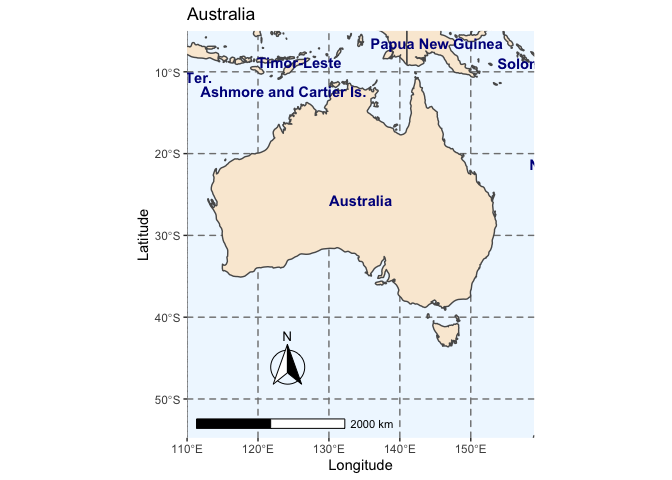 Australia
Papua New Guinea
Timor-Leste
Solor
10°S
Ter.
Ashmore and Cartier Is.
20°S
N
Australia
Latitude
30°S
40°S
N
50°S
2000 km
110°E 120°E 130°E 140°E 150°E
Longitude